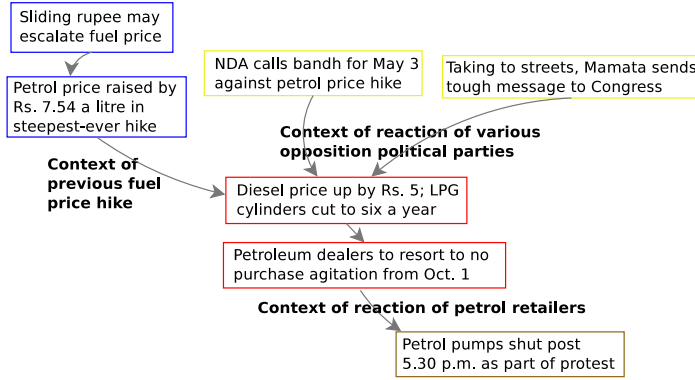 Sliding rupee may
escalate fuel price
NDA calls bandh for May 3
against petrol price hike
Taking to streets, Mamata sends
tough message to Congress
Petrol price raised by
Rs. 7.54 a litre in
steepest-ever hike
Context of reaction of various
opposition political parties
Context of
previous fuel
price hike
Diesel price up by Rs. 5; LPG
cylinders cut to six a year
Petroleum dealers to resort to no
purchase agitation from Oct. 1
Context of reaction of petrol retailers
Petrol pumps shut post
5.30 p.m. as part of protest